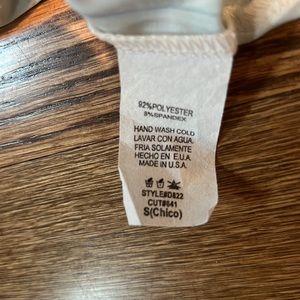 92%POLYESTER
8%SPANDEX
HAND WASH COLD
LAVAR CON AGUA.
FRIA SOLAMENTE
HECHO EN E.U.A.
MADE IN U.S.A.
STYLE#D822
CUT#641
S(Chico)